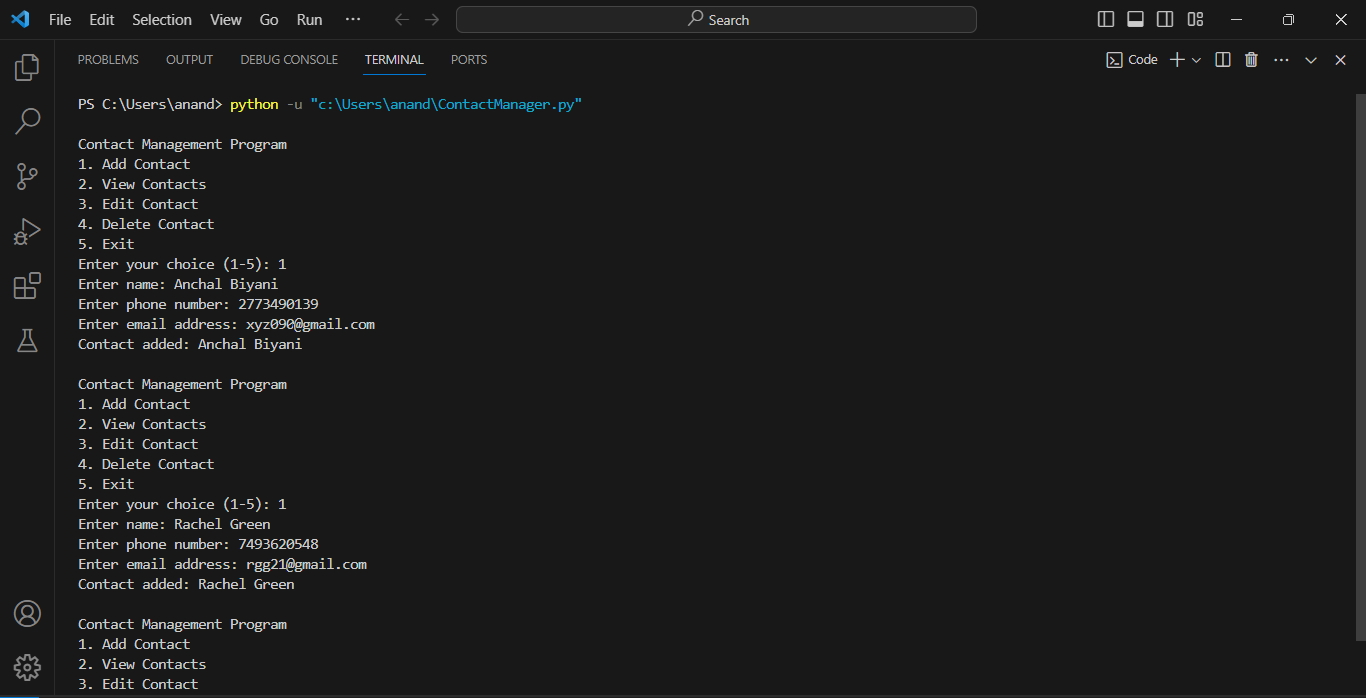 File Edit Selection View Go Run ··· Search
PROBLEMS OUTPUT DEBUG CONSOLE TERMINAL PORTS Code
PS C:\Users\anand> python -u "c:\Users\anand\ContactManager.py"
Contact Management Program
1. Add Contact
2. View Contacts
3. Edit Contact
4. Delete Contact
5. Exit
Enter your choice (1-5): 1
Enter name: Anchal Biyani
Enter phone number: 2773490139
Enter email address: xyz090@gmail.com
Contact added: Anchal Biyani
Contact Management Program
1. Add Contact
2. View Contacts
3. Edit Contact
4. Delete Contact
5. Exit
Enter your choice (1-5): 1
Enter name: Rachel Green
Enter phone number: 7493620548
Enter email address: rgg21@gmail.com
Contact added: Rachel Green
Contact Management Program
1. Add Contact
2. View Contacts
3. Edit Contact